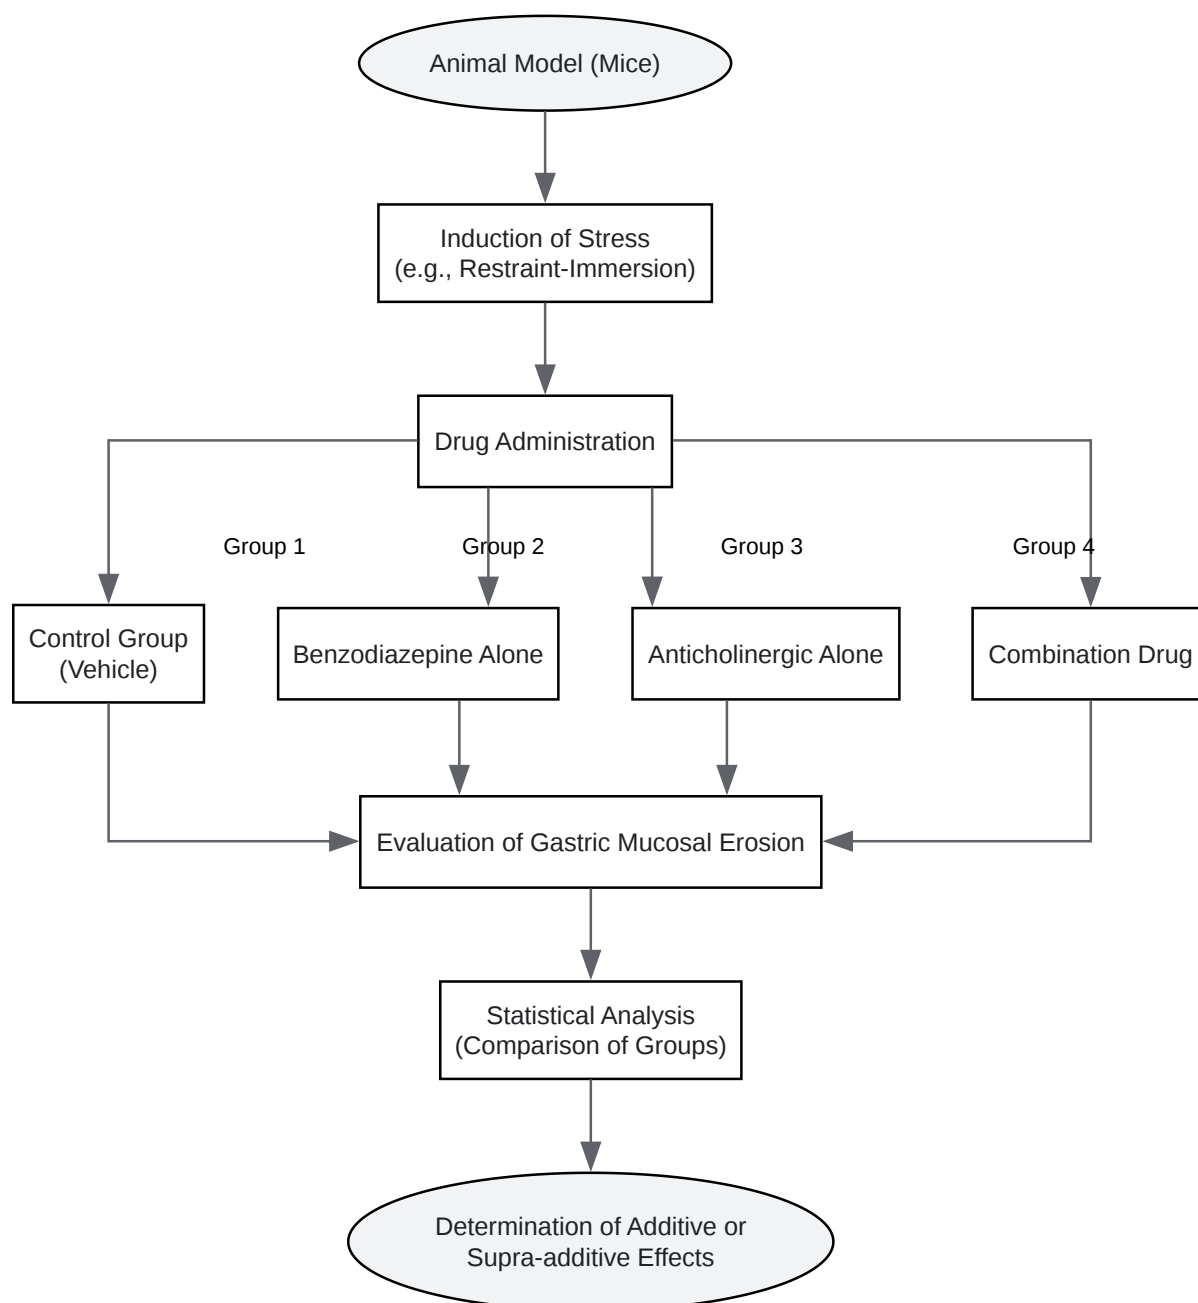 Animal Model (Mice)
Induction of Stress
(e.g., Restraint-Immersion)
Drug Administration
Group 1
Group 2
Group 3
Group 4
Control Group
(Vehicle)
Benzodiazepine Alone
Anticholinergic Alone
Combination Drug
Evaluation of Gastric Mucosal Erosion
Statistical Analysis
(Comparison of Groups)
Determination of Additive or
Supra-additive Effects